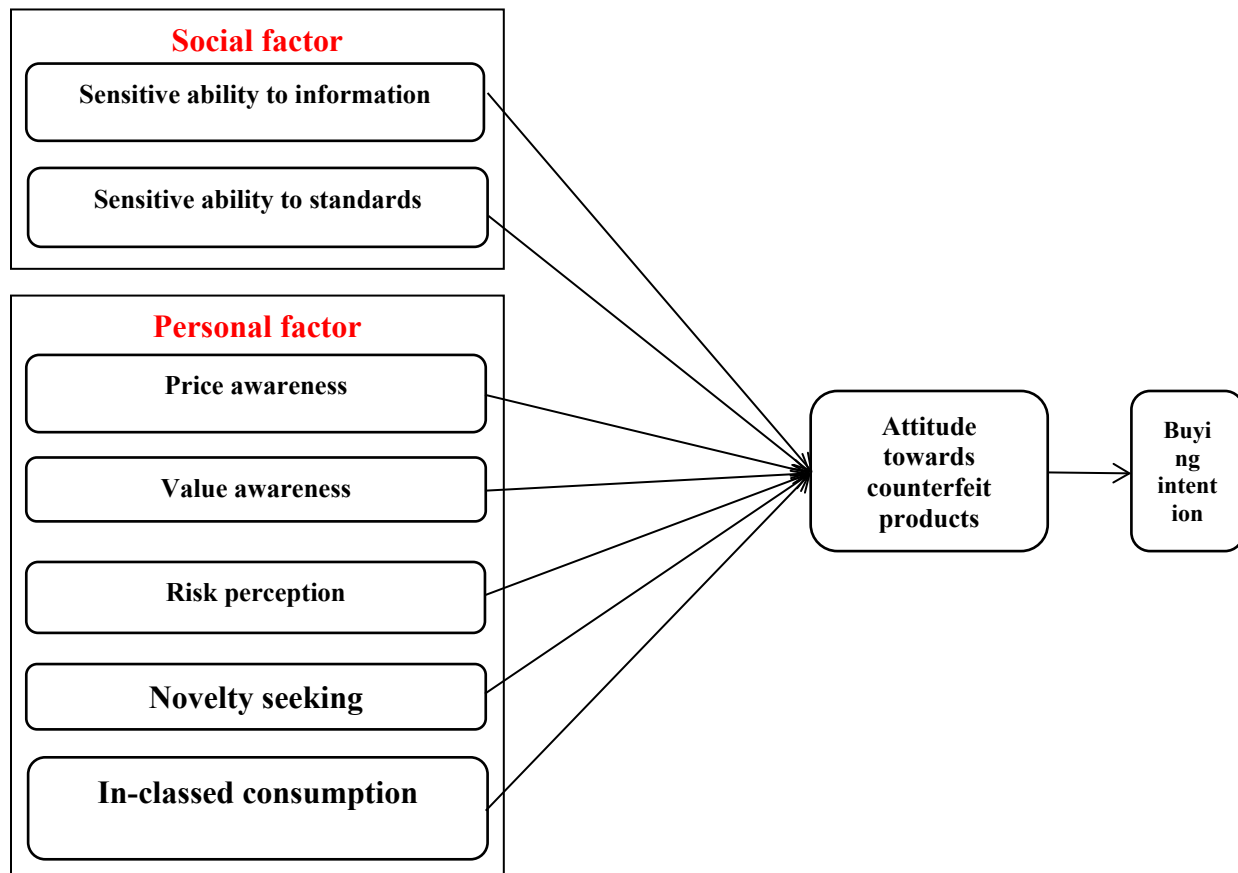 Social factor
Sensitive ability to information
Sensitive ability to standards
Personal factor
Price awareness
Value awareness
Risk perception
Novelty seeking
In-classed consumption
Attitude
towards
counterfeit
products
Buyi
ng
intent
ion